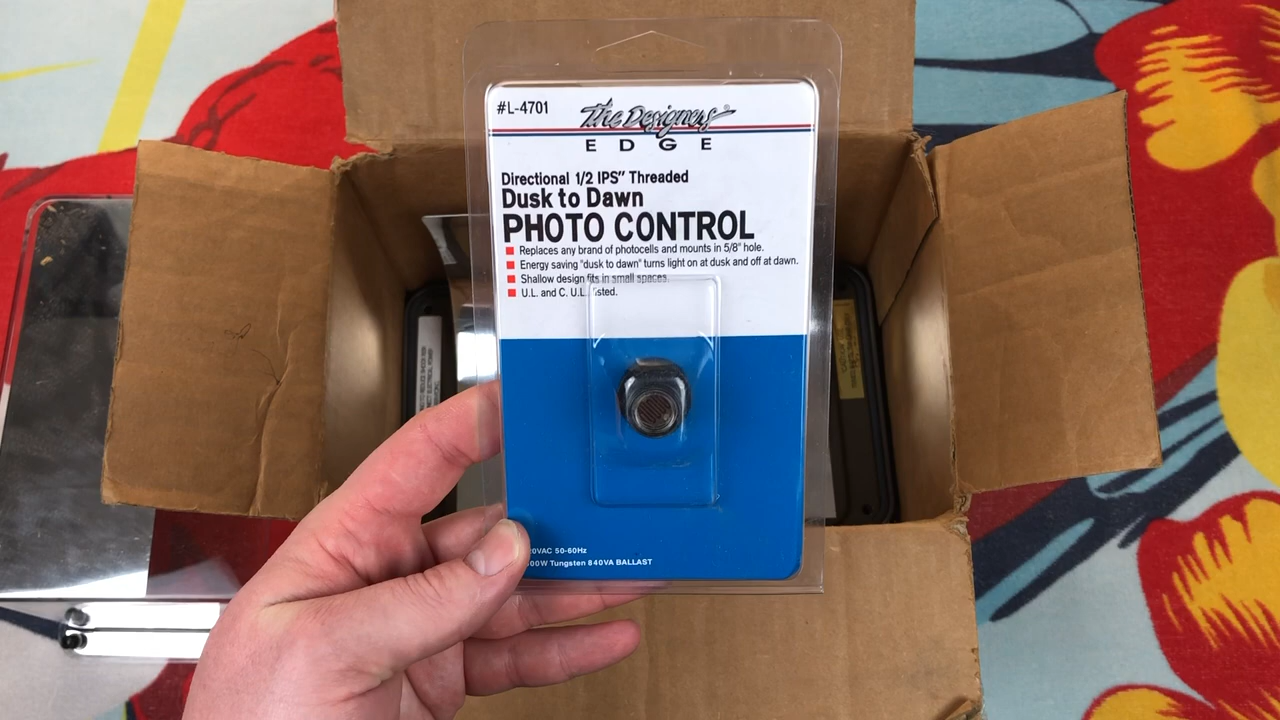 #L-4701
The Designers®
EDGE
Directional 1/2 IPS" Threaded
Dusk to Dawn
PHOTO CONTROL
Replaces any brand of photocells and mounts in 5/8" hole.
Energy saving "dusk to dawn" turns light on at dusk and off at dawn.
Shallow design fits in small spaces.
U.L. and C. U.L. listed.
0VAC 50-60Hz
00W Tungsten 840VA BALLAST